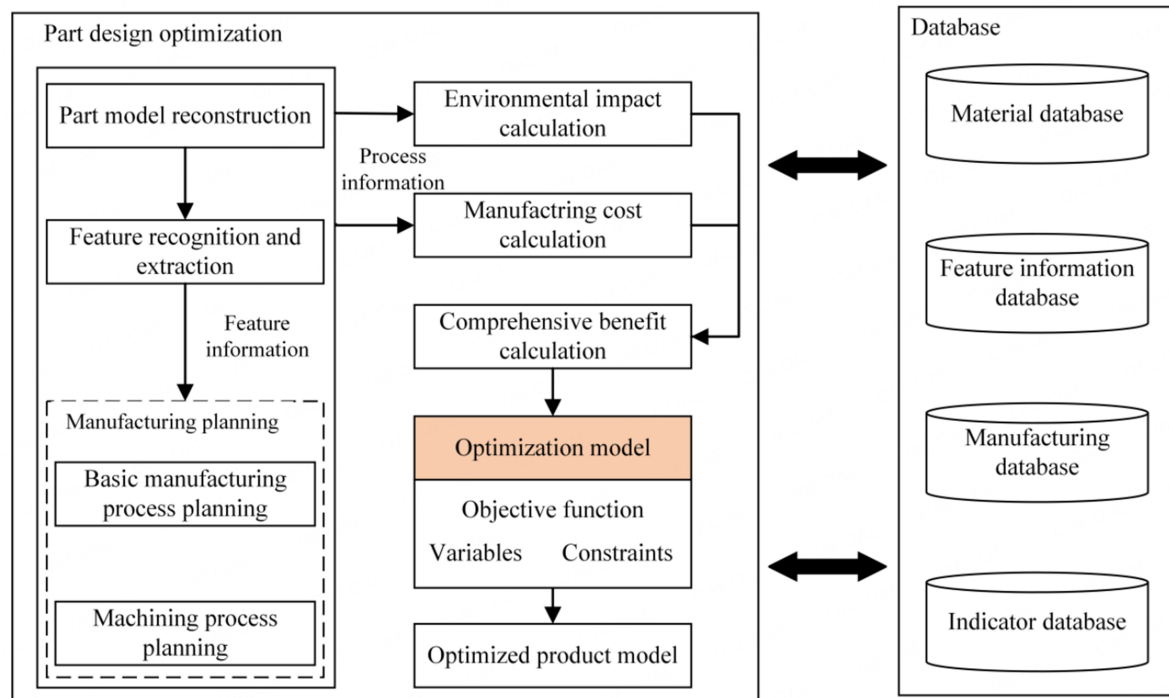 Part design optimization
Part model reconstruction
Feature recognition and
extraction
Feature
information
Manufacturing planning
Basic manufacturing
process planning
Machining process
planning
Process
information
Environmental impact
calculation
Manufactring cost
calculation
Comprehensive benefit
calculation
Optimization model
Objective function
Variables
Constraints
Optimized product model
Database
Material database
Feature information
database
Manufacturing
database
Indicator database